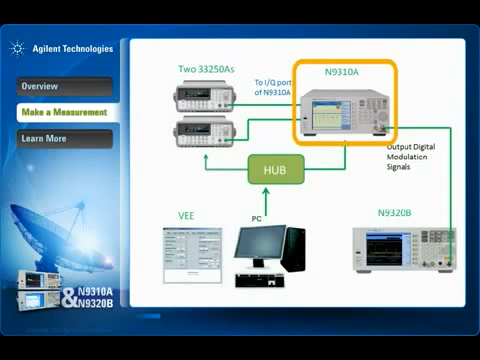 Agilent Technologies
Overview
Make a Measurement
Learn More
N9310A
& N9320B
Two 33250As
To I/Q port
of N9310A
N9310A
Output Digital
Modulation
Signals
HUB
VEE
PC
N9320B